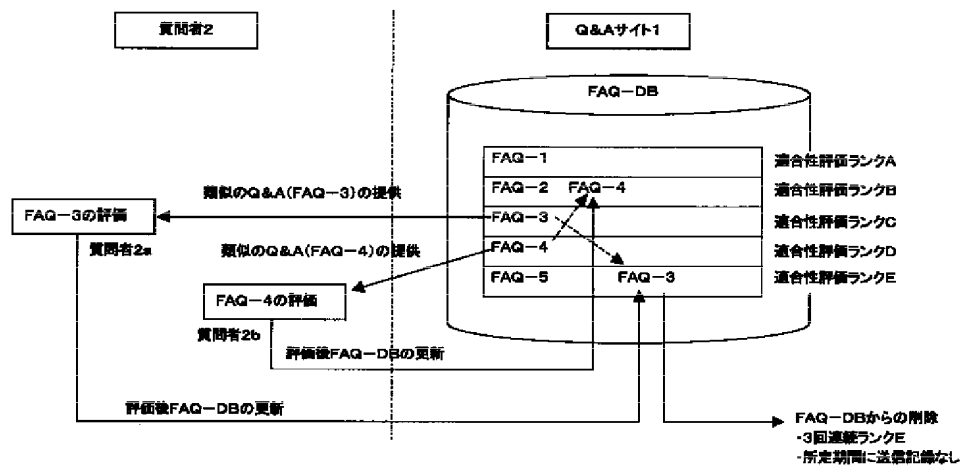 質問者2
Q&Aサイト1
FAQ-DB
FAQ-1
適合性評価ランクA
FAQ-2 FAQ-4
適合性評価ランクB
類似のQ&A(FAQ-3)の提供
FAQ-3の評価
FAQ-3
適合性評価ランクC
質問者2a
類似のQ&A(FAQ-4)の提供
FAQ-4
適合性評価ランクD
FAQ-5 FAQ-3
適合性評価ランクE
FAQ-4の評価
質問者2b
評価後FAQ-DBの更新
評価後FAQ-DBの更新
FAQ-DBからの削除
・3回連続ランクE
・所定期間に送信記録なし